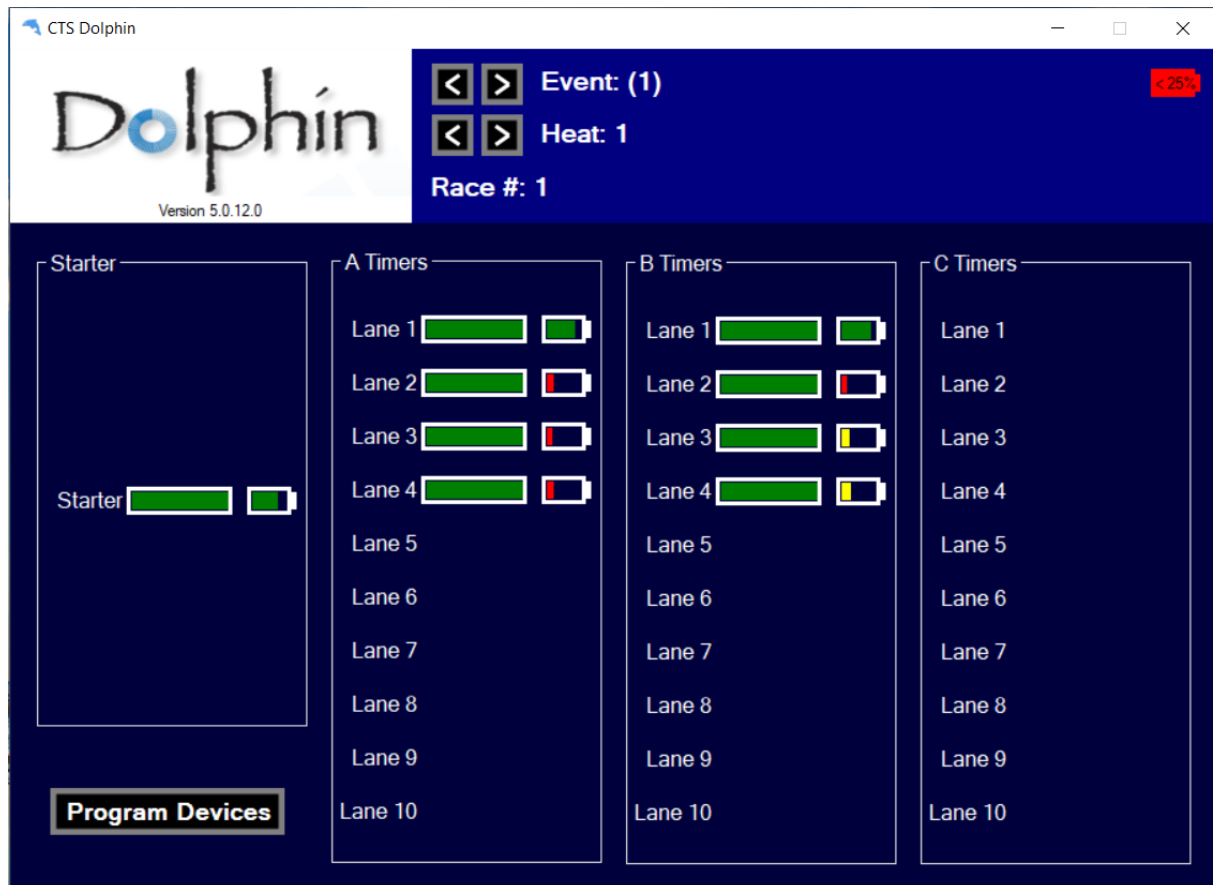 CTS Dolphin
Dolphin
Version 5.0.12.0
< > Event: (1)
< 25%
< > Heat: 1
Race #: 1
Starter
Starter
Program Devices
A Timers
Lane 1
Lane 2
Lane 3
Lane 4
Lane 5
Lane 6
Lane 7
Lane 8
Lane 9
Lane 10
B Timers
Lane 1
Lane 2
Lane 3
Lane 4
Lane 5
Lane 6
Lane 7
Lane 8
Lane 9
Lane 10
C Timers
Lane 1
Lane 2
Lane 3
Lane 4
Lane 5
Lane 6
Lane 7
Lane 8
Lane 9
Lane 10